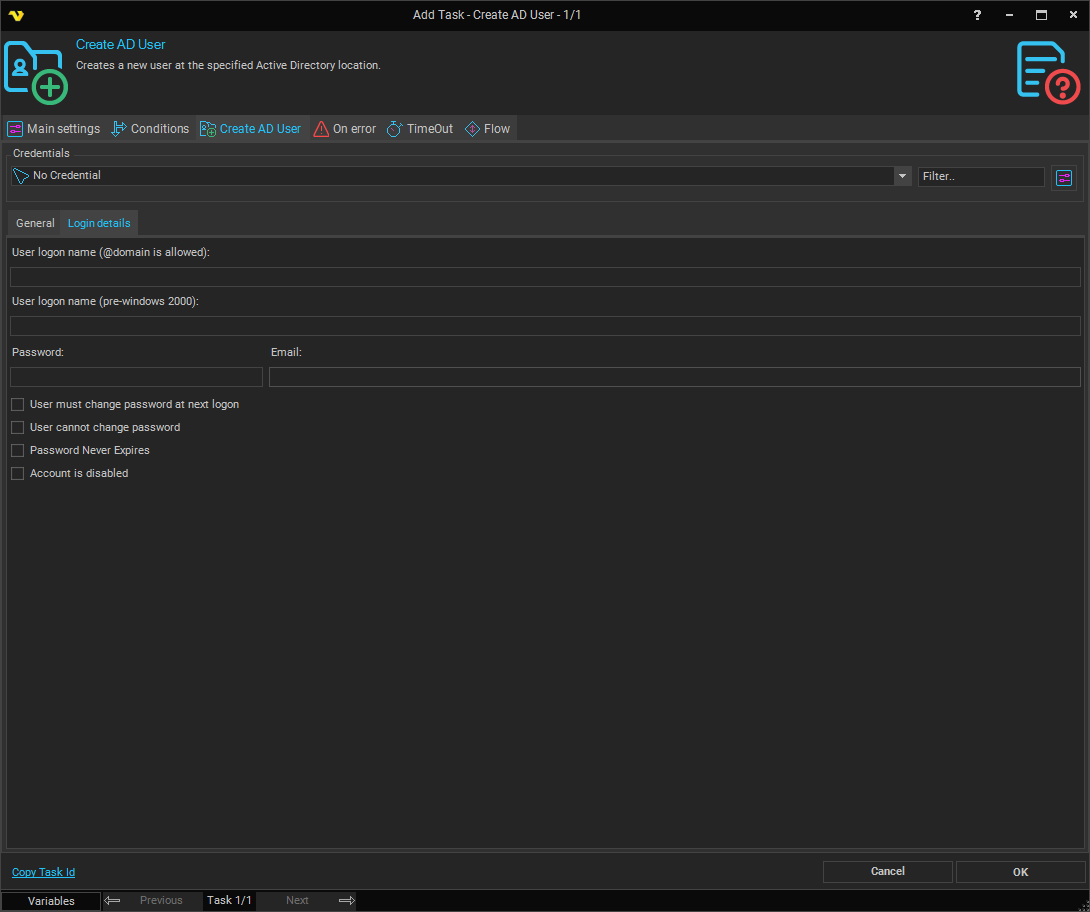 Add Task - Create AD User - 1/1
Create AD User
Creates a new user at the specified Active Directory location.
Main settings Conditions Create AD User On error TimeOut Flow
Credentials
No Credential Filter..
General Login details
User logon name (@domain is allowed):
User logon name (pre-windows 2000):
Password: Email:
User must change password at next logon
User cannot change password
Password Never Expires
Account is disabled
Copy Task Id Cancel OK
Variables Previous Task 1/1 Next